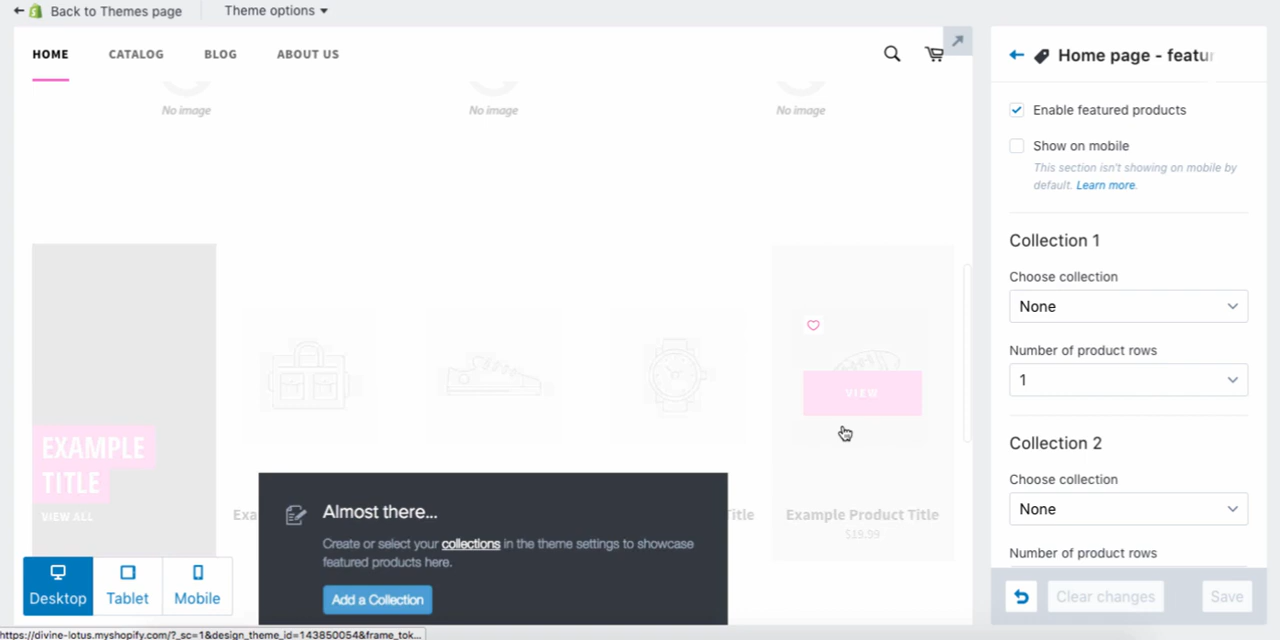 Back to Themes page
Theme options
HOME CATALOG BLOG ABOUT US
No image No image No image
VIEW
EXAMPLE
TITLE
VIEW ALL
Exa
Title
Example Product Title
$19.99
Almost there...
Create or select your collections in the theme settings to showcase
featured products here.
Add a Collection
Desktop Tablet Mobile
https://divine-lotus.myshopify.com/?_sc=1&design_theme_id=143850054&frame_tok...
Home page - featur
Enable featured products
Show on mobile
This section isn't showing on mobile by
default. Learn more.
Collection 1
Choose collection
None
Number of product rows
1
Collection 2
Choose collection
None
Number of product rows
Clear changes Save